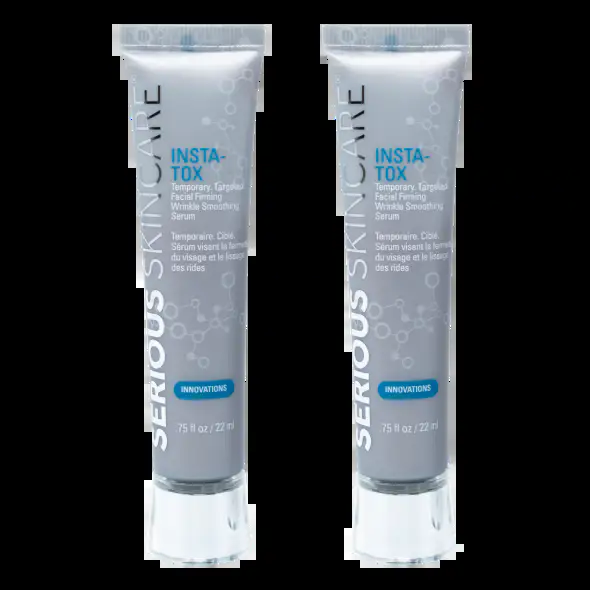 SERIOUS SKINCARE
INSTA-
TOX
Temporary, Targeted
Facial Firming
Wrinkle Smoothing
Serum
Temporaire, Ciblé,
Sérum visant la fermeté
du visage et le lissage
des rides
INNOVATIONS
.75 fl oz / 22 ml
SERIOUS SKINCARE
INSTA-
TOX
Temporary, Targeted
Facial Firming
Wrinkle Smoothing
Serum
Temporaire, Ciblé,
Sérum visant la fermeté
du visage et le lissage
des rides
INNOVATIONS
.75 fl oz / 22 ml